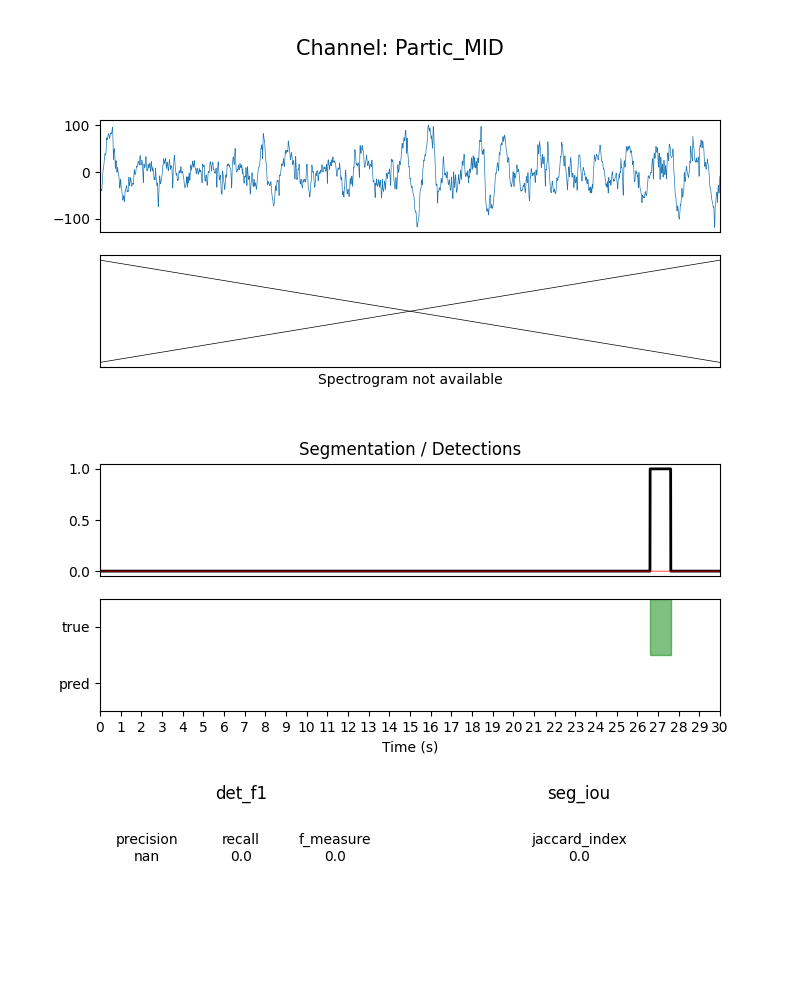 Channel: Partic_MID
100
0
−100
Spectrogram not available
Segmentation / Detections
1.0
0.5
0.0
true
pred
0 1 2 3 4 5 6 7 8 9 10 11 12 13 14 15 16 17 18 19 20 21 22 23 24 25 26 27 28 29 30
Time (s)
det_f1 seg_iou
precision recall f_measure jaccard_index
nan 0.0 0.0 0.0